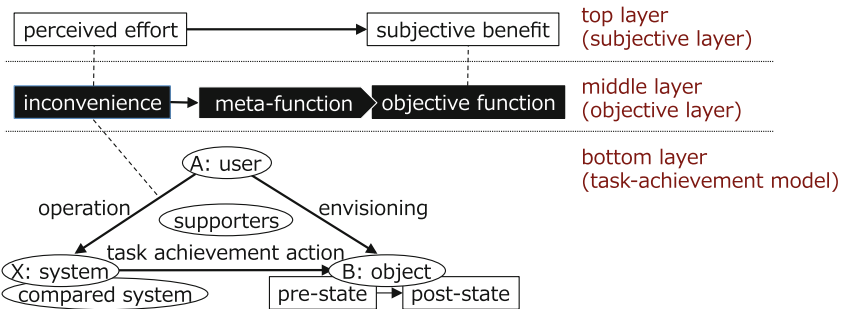 perceived effort
subjective benefit
top layer
(subjective layer)
inconvenience
meta-function
objective function
middle layer
(objective layer)
A: user
bottom layer
(task-achievement model)
operation
supporters
envisioning
task achievement action
X: system
B: object
compared system
pre-state
post-state